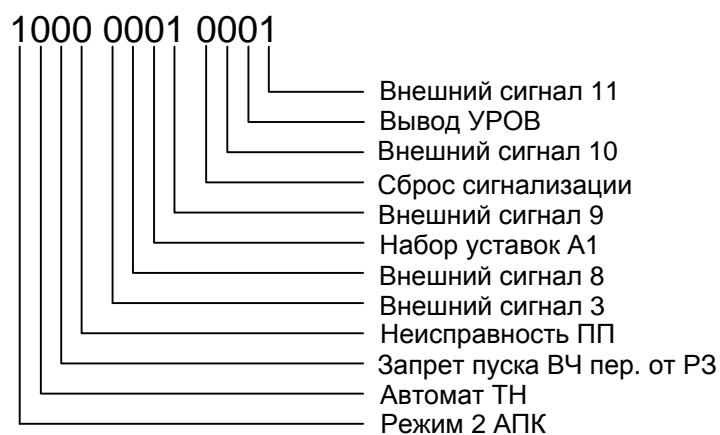 1000 0001 0001
Внешний сигнал 11
Вывод УРОВ
Внешний сигнал 10
Сброс сигнализации
Внешний сигнал 9
Набор уставок А1
Внешний сигнал 8
Внешний сигнал 3
Неисправность ПП
Запрет пуска ВЧ пер. от РЗ
Автомат ТН
Режим 2 АПК